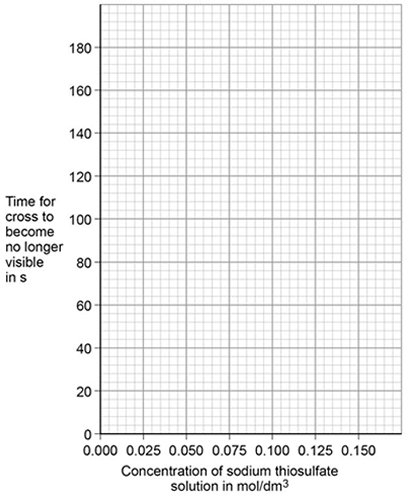 180
160
140
120
100
80
60
40
20
0
Time for
cross to
become
no longer
visible
in s
0.000 0.025 0.050 0.075 0.100 0.125 0.150
Concentration of sodium thiosulfate
solution in mol/dm³